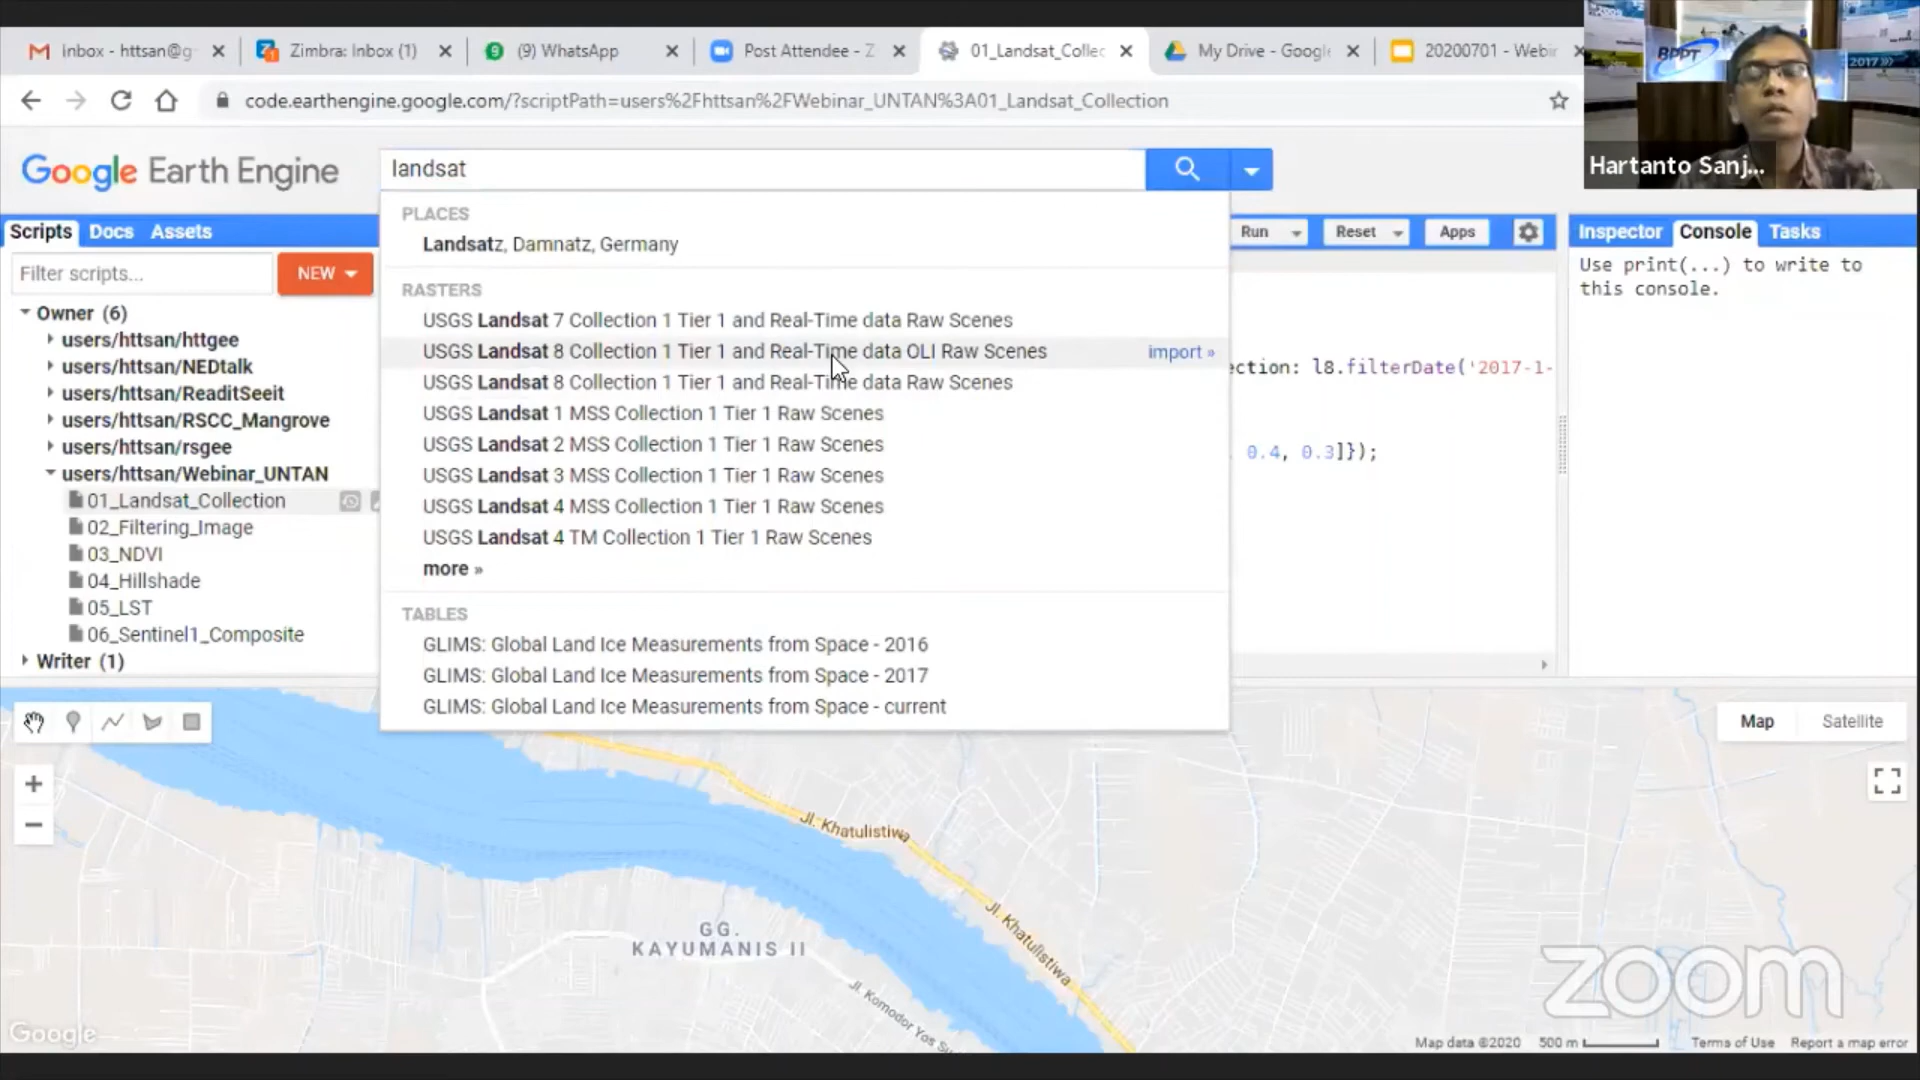 Inbox - httsan@g
Zimbra: Inbox (1)
(9) WhatsApp
Post Attendee - Z
01_Landsat_Collec
My Drive - Google
20200701 - Webin
code.earthengine.google.com/?scriptPath=users%2Fhttsan%2FWebinar_UNTAN%3A01_Landsat_Collection
BPPT
2017 >>>
Hartanto Sanj...
Google Earth Engine
landsat
Scripts Docs Assets
Run
Reset
Apps
Inspector Console Tasks
Filter scripts...
NEW
Owner (6)
users/httsan/httgee
users/httsan/NEDtalk
users/httsan/ReaditSeeit
users/httsan/RSCC_Mangrove
users/httsan/rsgee
users/httsan/Webinar_UNTAN
01_Landsat_Collection
02_Filtering_Image
03_NDVI
04_Hillshade
05_LST
06_Sentinel1_Composite
Writer (1)
PLACES
Landsatz, Damnatz, Germany
RASTERS
USGS Landsat 7 Collection 1 Tier 1 and Real-Time data Raw Scenes
USGS Landsat 8 Collection 1 Tier 1 and Real-Time data OLI Raw Scenes
import »
USGS Landsat 8 Collection 1 Tier 1 and Real-Time data Raw Scenes
USGS Landsat 1 MSS Collection 1 Tier 1 Raw Scenes
USGS Landsat 2 MSS Collection 1 Tier 1 Raw Scenes
USGS Landsat 3 MSS Collection 1 Tier 1 Raw Scenes
USGS Landsat 4 MSS Collection 1 Tier 1 Raw Scenes
USGS Landsat 4 TM Collection 1 Tier 1 Raw Scenes
more »
TABLES
GLIMS: Global Land Ice Measurements from Space - 2016
GLIMS: Global Land Ice Measurements from Space - 2017
GLIMS: Global Land Ice Measurements from Space - current
ection: l8.filterDate('2017-1-
0.4, 0.3]});
Use print(...) to write to
this console.
Map
Satellite
Jl. Khatulistiwa
Jl. Khatulistiwa
GG.
KAYUMANIS II
Jl. Komodor Yos Su
zoom
Google
Map data ©2020
500 m
Terms of Use
Report a map error